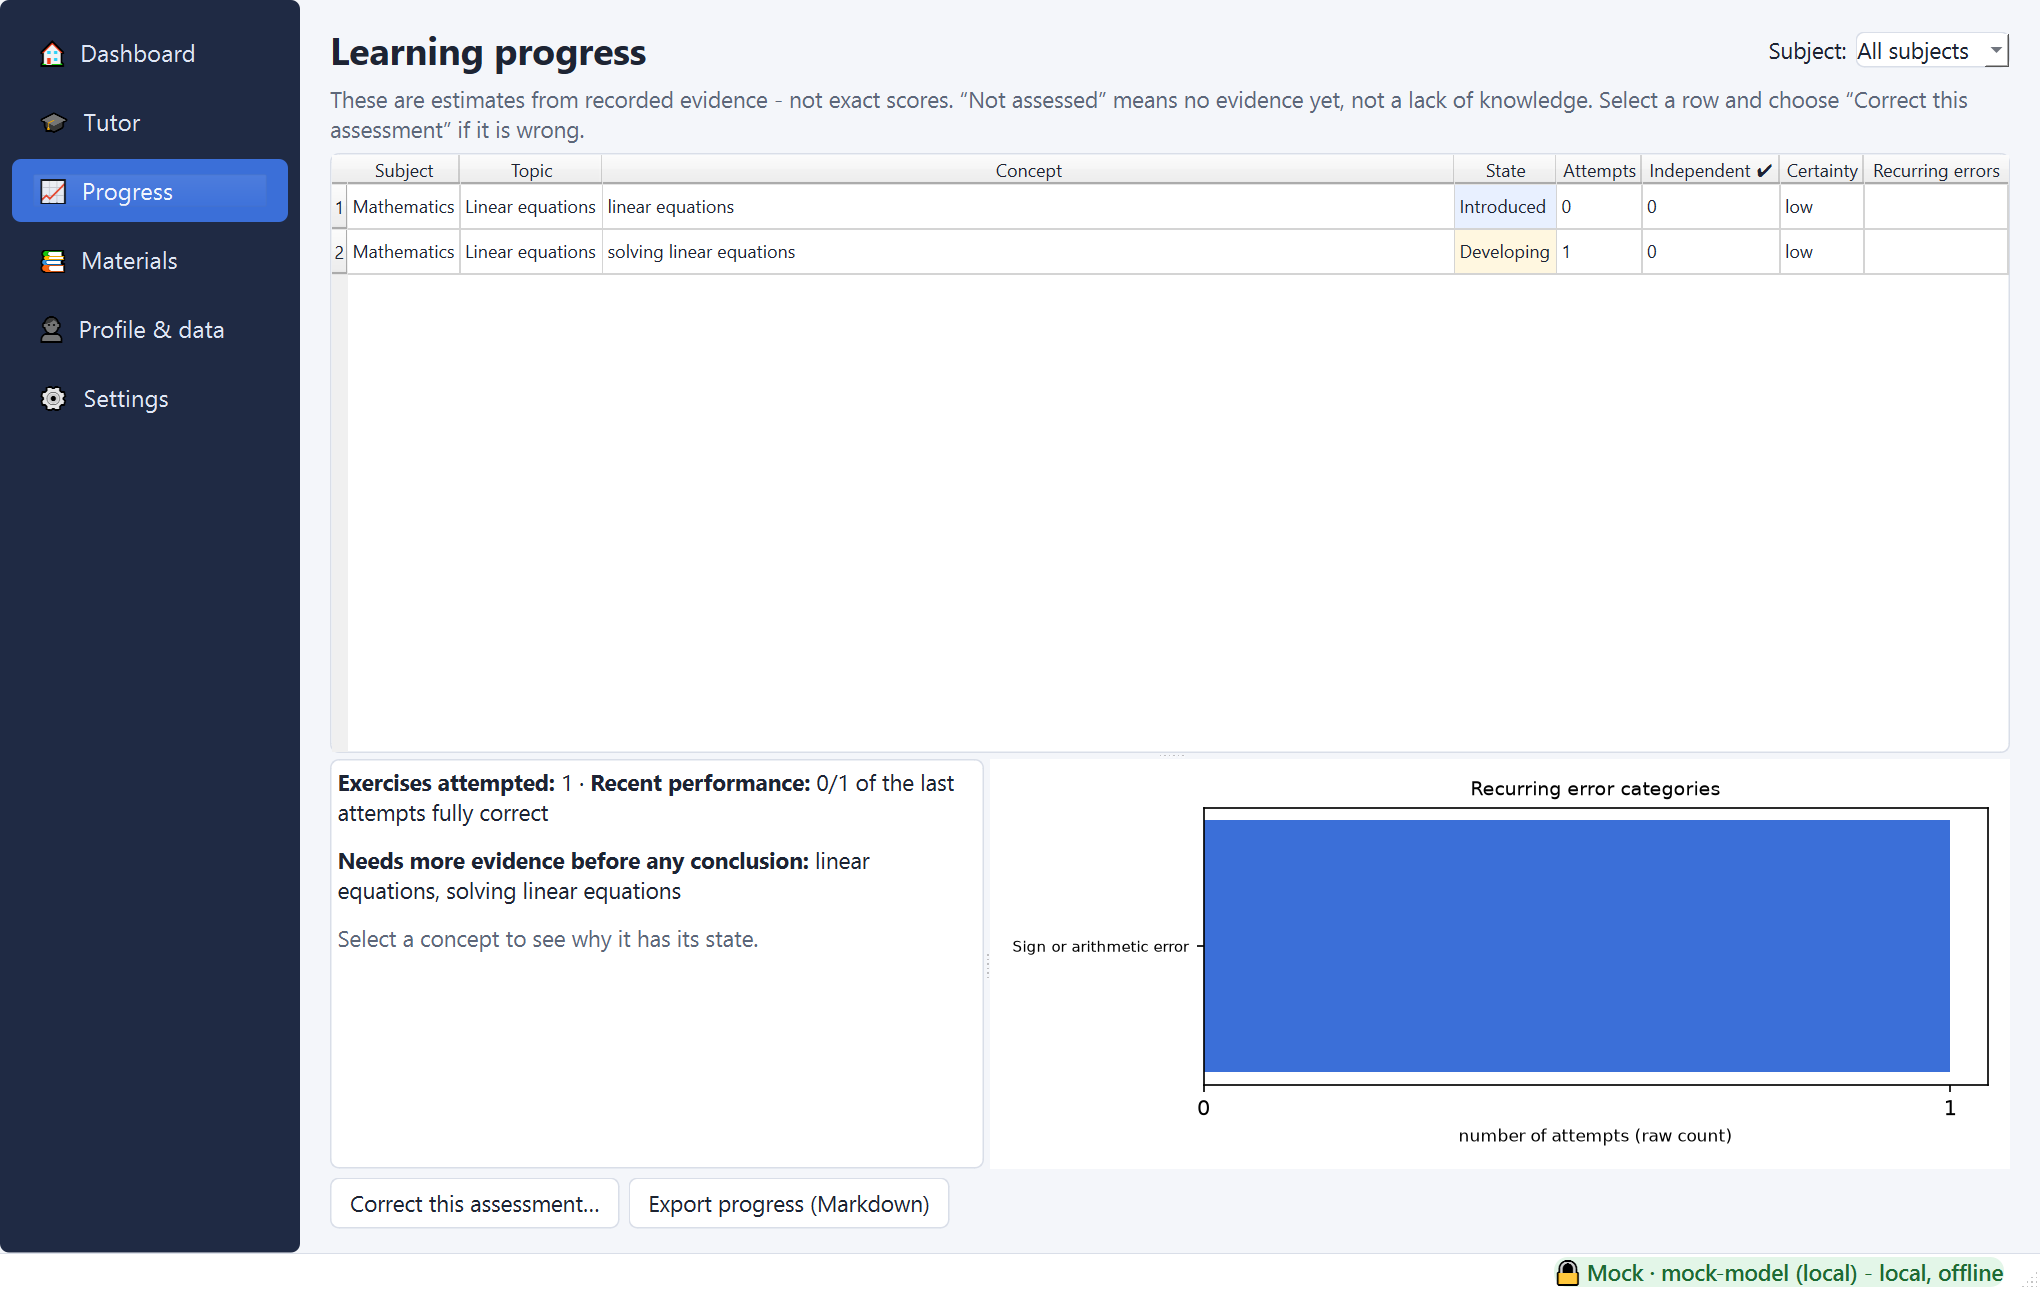 Dashboard
Tutor
Progress
Materials
Profile & data
Settings
Learning progress
Subject: All subjects
These are estimates from recorded evidence - not exact scores. “Not assessed” means no evidence yet, not a lack of knowledge. Select a row and choose “Correct this
assessment” if it is wrong.
Subject Topic Concept State Attempts Independent ✔ Certainty Recurring errors
1 Mathematics Linear equations linear equations Introduced 0 0 low
2 Mathematics Linear equations solving linear equations Developing 1 0 low
Exercises attempted: 1 · Recent performance: 0/1 of the last
attempts fully correct
Needs more evidence before any conclusion: linear
equations, solving linear equations
Select a concept to see why it has its state.
Recurring error categories
Sign or arithmetic error
0 1
number of attempts (raw count)
Correct this assessment...
Export progress (Markdown)
Mock · mock-model (local) - local, offline